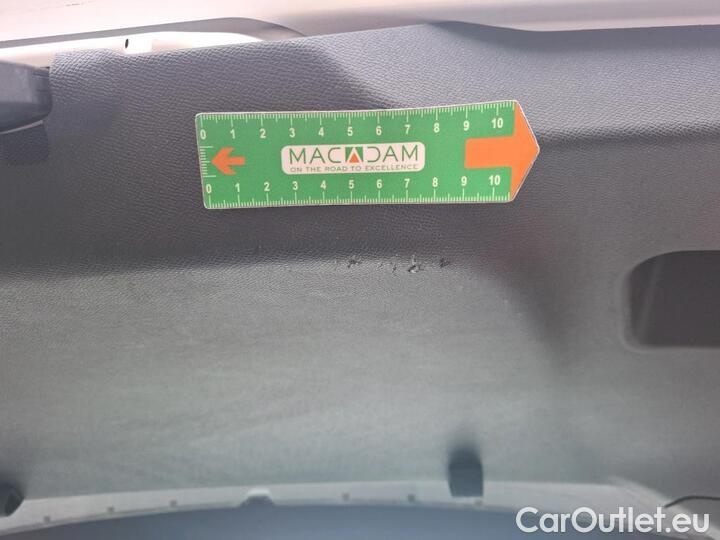 0 1 2 3 4 5 6 7 8 9 10
MACADAM
ON THE ROAD TO EXCELLENCE
0 1 2 3 4 5 6 7 8 9 10
CarOutlet.eu